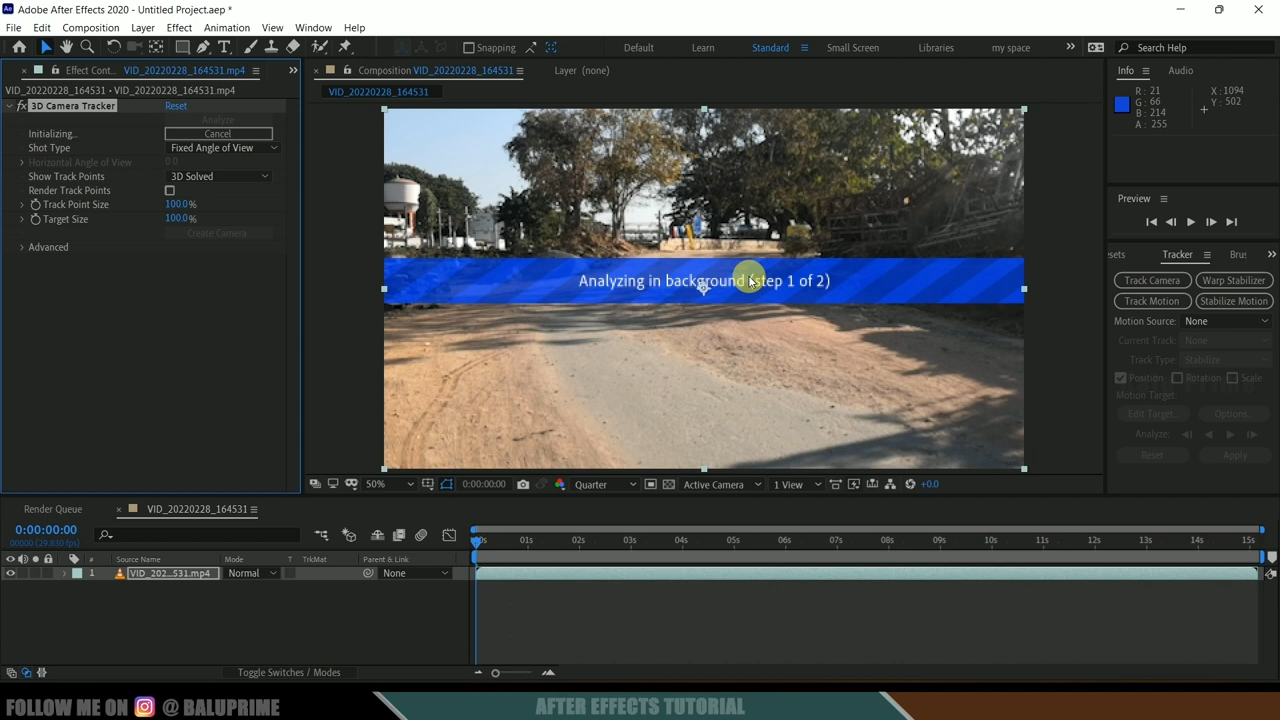 Adobe After Effects 2020 - Untitled Project.aep *
File Edit Composition Layer Effect Animation View Window Help
Snapping Default Learn Standard Small Screen Libraries my space Search Help
Effect Cont... VID_20220228_164531.mp4
Composition VID_20220228_164531
Layer (none)
Info Audio
VID_20220228_164531 • VID_20220228_164531.mp4
VID_20220228_164531
R: 21
G: 66
B: 214
A: 255
X: 1094
Y: 502
fx 3D Camera Tracker Reset
Analyze
Initializing... Cancel
Shot Type Fixed Angle of View
Horizontal Angle of View 0.0
Show Track Points 3D Solved
Render Track Points
Track Point Size 100.0%
Target Size 100.0%
Create Camera
Advanced
Analyzing in background (step 1 of 2)
Preview
Tracker
Track Camera Warp Stabilizer
Track Motion Stabilize Motion
Motion Source: None
Current Track: None
Track Type: Stabilize
Position Rotation Scale
Motion Target:
Edit Target... Options...
Analyze:
Reset Apply
50% 0:00:00:00 Quarter Active Camera 1 View +0.0
Render Queue VID_20220228_164531
0:00:00:00
00000 (29.830 fps)
01s 02s 03s 04s 05s 06s 07s 08s 09s 10s 11s 12s 13s 14s 15s
# Source Name Mode T TrkMat Parent & Link
1 VID_202...531.mp4 Normal None
Toggle Switches / Modes
FOLLOW ME ON @ BALUPRIME
AFTER EFFECTS TUTORIAL